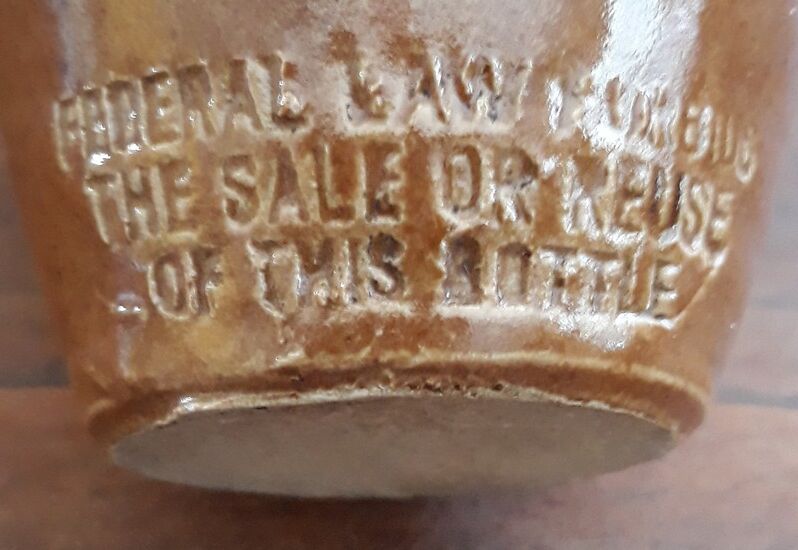 FEDERAL LAW FORBIDS
THE SALE OR REUSE
OF THIS BOTTLE